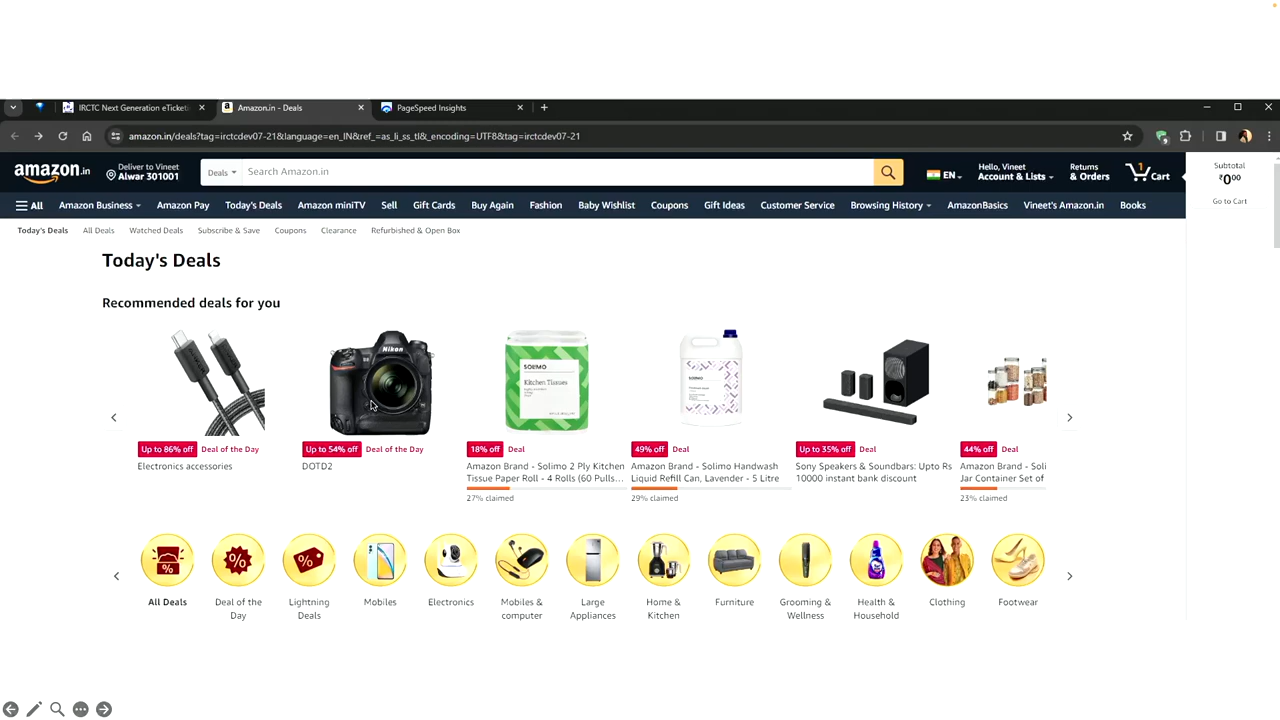 IRCTC Next Generation eTicketi
Amazon.in - Deals
PageSpeed Insights
amazon.in/deals?tag=irctcdev07-21&language=en_IN&ref_=as_li_ss_tl&_encoding=UTF8&tag=irctcdev07-21
amazon.in
Deliver to Vineet
Alwar 301001
Deals
Search Amazon.in
EN
Hello, Vineet
Account & Lists
Returns
& Orders
1
Cart
Subtotal
₹0.00
Go to Cart
All
Amazon Business
Amazon Pay
Today's Deals
Amazon miniTV
Sell
Gift Cards
Buy Again
Fashion
Baby Wishlist
Coupons
Gift Ideas
Customer Service
Browsing History
AmazonBasics
Vineet's Amazon.in
Books
Today's Deals
All Deals
Watched Deals
Subscribe & Save
Coupons
Clearance
Refurbished & Open Box
Today's Deals
Recommended deals for you
Nikon
SOLIMO
Kitchen Tissues
SOLIMO
Up to 86% off Deal of the Day
Electronics accessories
Up to 54% off Deal of the Day
DOTD2
18% off Deal
Amazon Brand - Solimo 2 Ply Kitchen
Tissue Paper Roll - 4 Rolls (60 Pulls...
27% claimed
49% off Deal
Amazon Brand - Solimo Handwash
Liquid Refill Can, Lavender - 5 Litre
29% claimed
Up to 35% off Deal
Sony Speakers & Soundbars: Upto Rs
10000 instant bank discount
44% off Deal
Amazon Brand - Soli
Jar Container Set of
23% claimed
All Deals
Deal of the
Day
Lightning
Deals
Mobiles
Electronics
Mobiles &
computer
Large
Appliances
Home &
Kitchen
Furniture
Grooming &
Wellness
Health &
Household
Clothing
Footwear